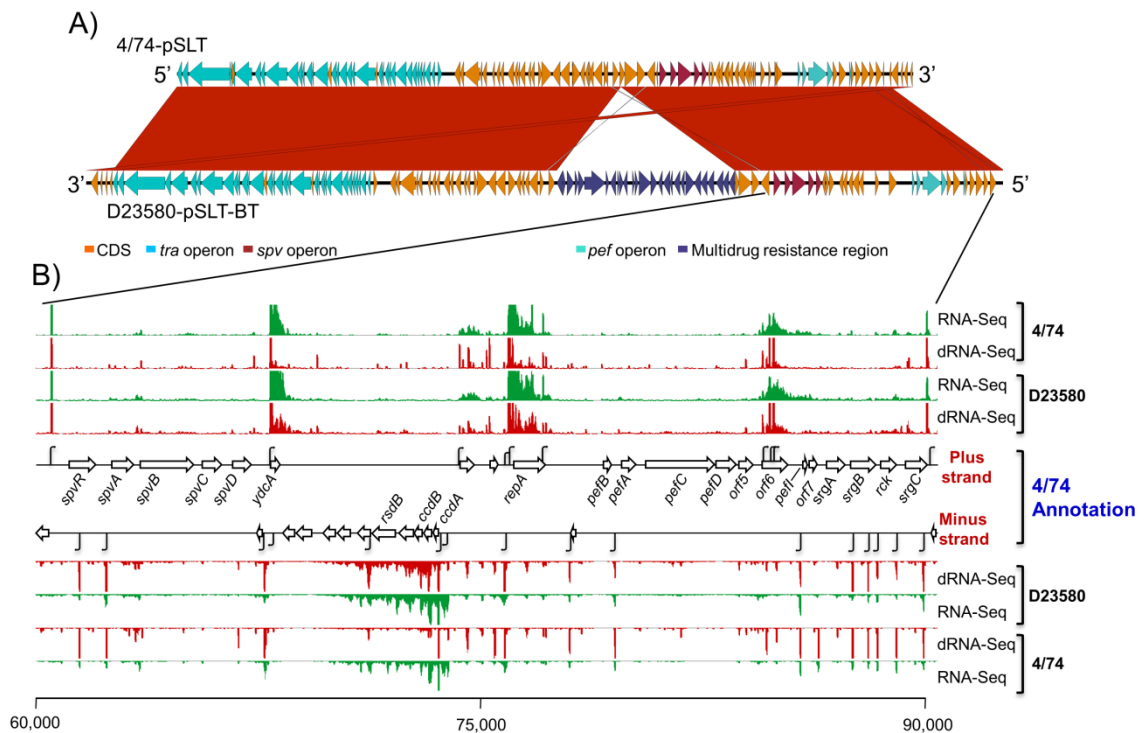 A)
4/74-pSLT
5’ 3’
3’ 5’
D23580-pSLT-BT
CDS tra operon spv operon pef operon Multidrug resistance region
B)
RNA-Seq
dRNA-Seq
4/74
RNA-Seq
dRNA-Seq
D23580
spvR spvA spvB spvC spvD ydcA repA pefB pefA pefC pefD orf5 orf6 pefI orf7 srgA srgB rck srgC
Plus
strand
rsdB ccdB ccdA
Minus
strand
4/74
Annotation
dRNA-Seq
RNA-Seq
D23580
dRNA-Seq
RNA-Seq
4/74
60,000 75,000 90,000